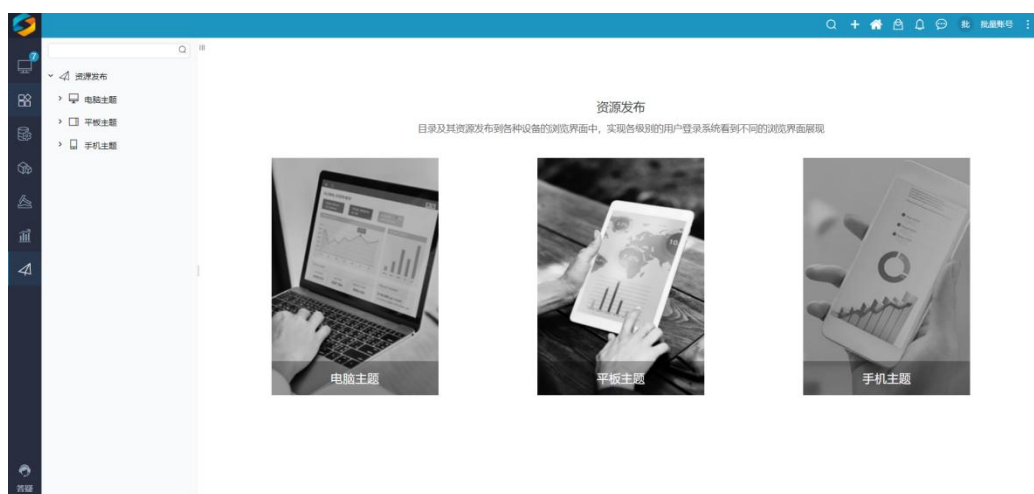 批 批量账号
7
资源发布
电脑主题
平板主题
手机主题
资源发布
目录及其资源发布到各种设备的浏览界面中，实现各级别的用户登录系统看到不同的浏览界面展现
电脑主题
平板主题
手机主题
答疑